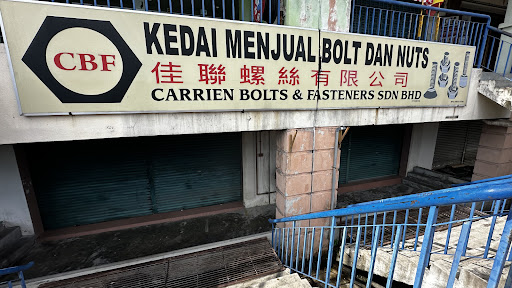 CBF
KEDAI MENJUAL BOLT DAN NUTS
佳聯螺絲有限公司
CARRIEN BOLTS & FASTENERS SDN BHD